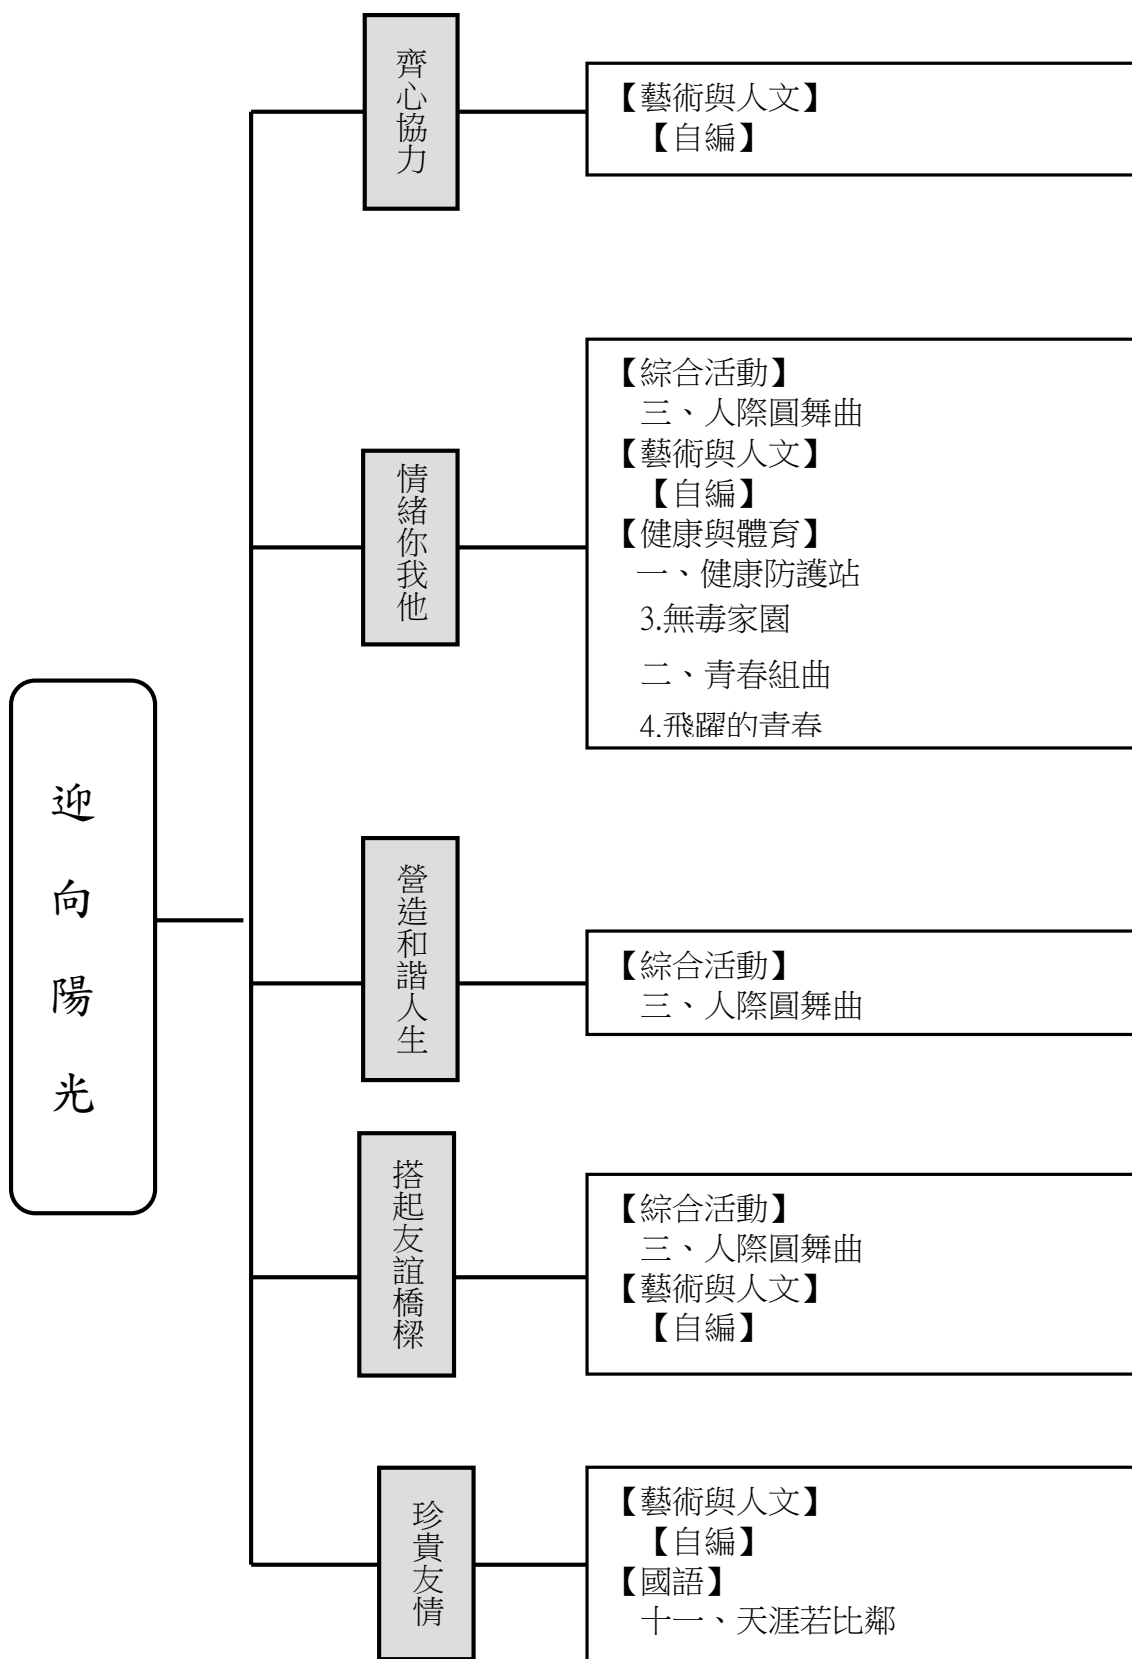 迎向陽光
齊心協力
【藝術與人文】
【自編】
情緒你我他
【綜合活動】
三、人際圓舞曲
【藝術與人文】
【自編】
【健康與體育】
一、健康防護站
3.無毒家園
二、青春組曲
4.飛躍的青春
營造和諧人生
【綜合活動】
三、人際圓舞曲
搭起友誼橋樑
【綜合活動】
三、人際圓舞曲
【藝術與人文】
【自編】
珍貴友情
【藝術與人文】
【自編】
【國語】
十一、天涯若比鄰